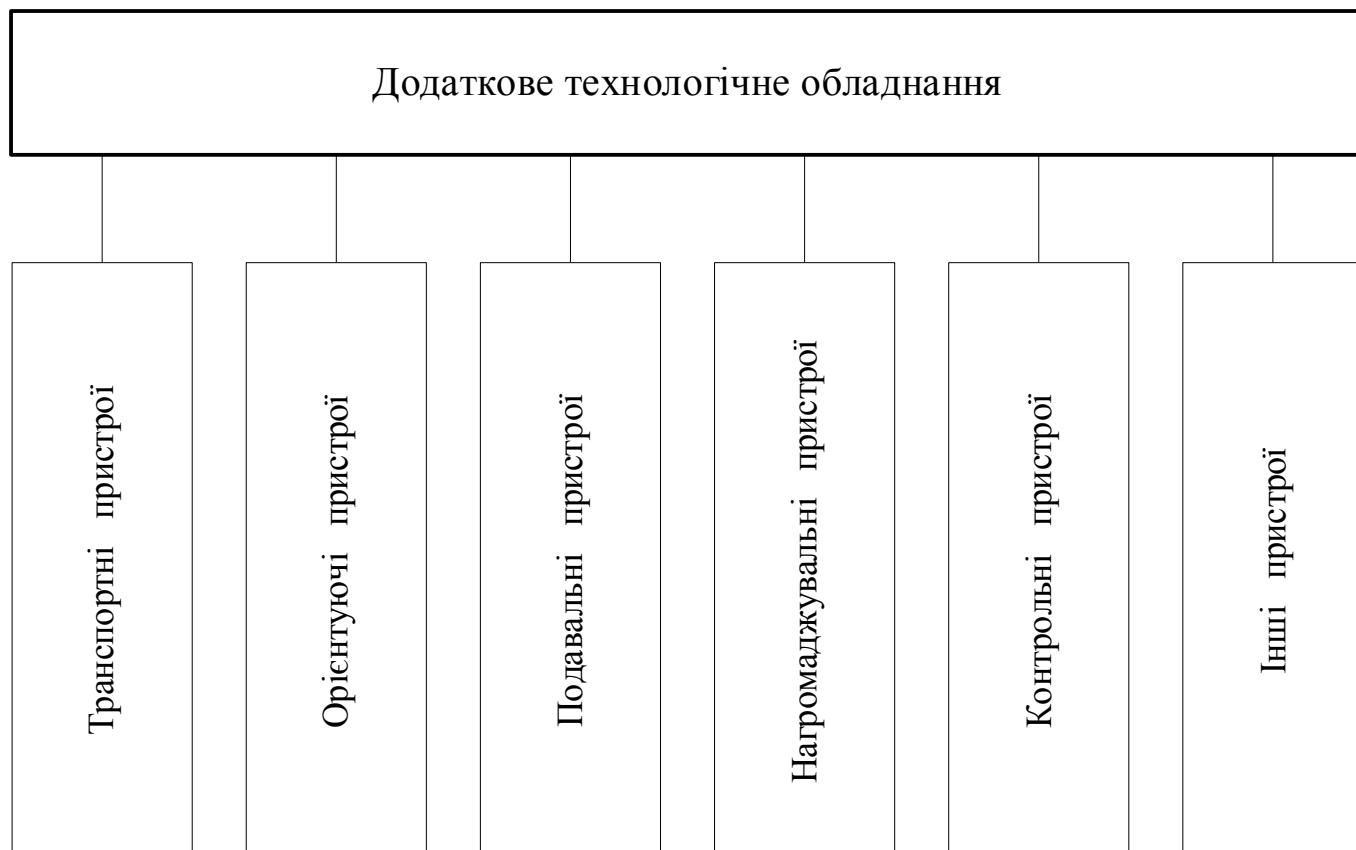 Додаткове технологічне обладнання
Транспортні пристрої
Орієнтуючі пристрої
Подавальні пристрої
Нагромаджувальні пристрої
Контрольні пристрої
Інші пристрої